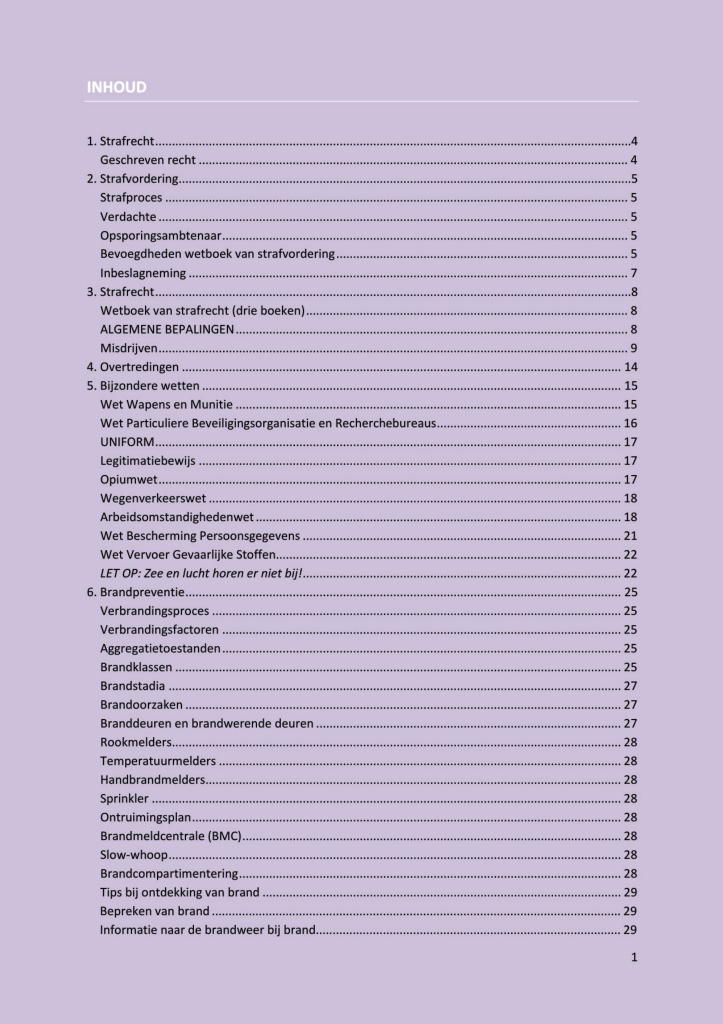 INHOUD
1. Strafrecht....4
Geschreven recht .... 4
2. Strafvordering....5
Strafproces .... 5
Verdachte .... 5
Opsporingsambtenaar.... 5
Bevoegdheden wetboek van strafvordering.... 5
Inbeslagneming .... 7
3. Strafrecht....8
Wetboek van strafrecht (drie boeken).... 8
ALGEMENE BEPALINGEN.... 8
Misdrijven.... 9
4. Overtredingen .... 14
5. Bijzondere wetten .... 15
Wet Wapens en Munitie .... 15
Wet Particuliere Beveiligingsorganisatie en Recherchebureaus.... 16
UNIFORM.... 17
Legitimatiebewijs .... 17
Opiumwet.... 17
Wegenverkeerswet .... 18
Arbeidsomstandighedenwet .... 18
Wet Bescherming Persoonsgegevens .... 21
Wet Vervoer Gevaarlijke Stoffen.... 22
LET OP: Zee en lucht horen er niet bij!.... 22
6. Brandpreventie.... 25
Verbrandingsproces .... 25
Verbrandingsfactoren .... 25
Aggregatietoestanden.... 25
Brandklassen .... 25
Brandstadia .... 27
Brandoorzaken .... 27
Branddeuren en brandwerende deuren .... 27
Rookmelders.... 28
Temperatuurmelders .... 28
Handbrandmelders.... 28
Sprinkler .... 28
Ontruimingsplan.... 28
Brandmeldcentrale (BMC).... 28
Slow-whoop.... 28
Brandcompartimentering.... 28
Tips bij ontdekking van brand .... 29
Bepreken van brand .... 29
Informatie naar de brandweer bij brand.... 29
1